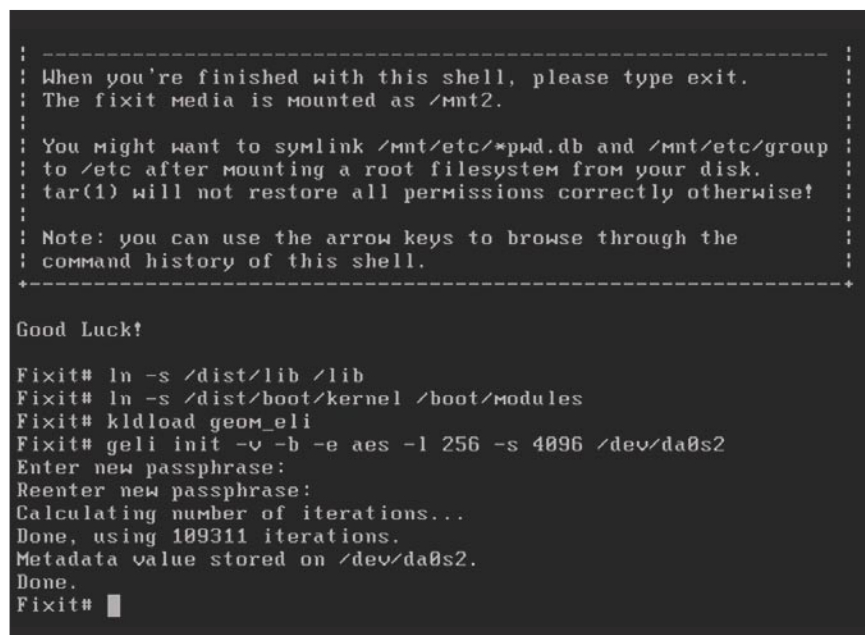 When you're finished with this shell, please type exit.
The fixit media is mounted as /mnt2.
You might want to symlink /mnt/etc/*pwd.db and /mnt/etc/group
to /etc after mounting a root filesystem from your disk.
tar(1) will not restore all permissions correctly otherwise!
Note: you can use the arrow keys to browse through the
command history of this shell.
Good Luck!
Fixit# ln -s /dist/lib /lib
Fixit# ln -s /dist/boot/kernel /boot/modules
Fixit# kldload geom_eli
Fixit# geli init -v -b -e aes -l 256 -s 4096 /dev/da0s2
Enter new passphrase:
Reenter new passphrase:
Calculating number of iterations...
Done, using 109311 iterations.
Metadata value stored on /dev/da0s2.
Done.
Fixit#